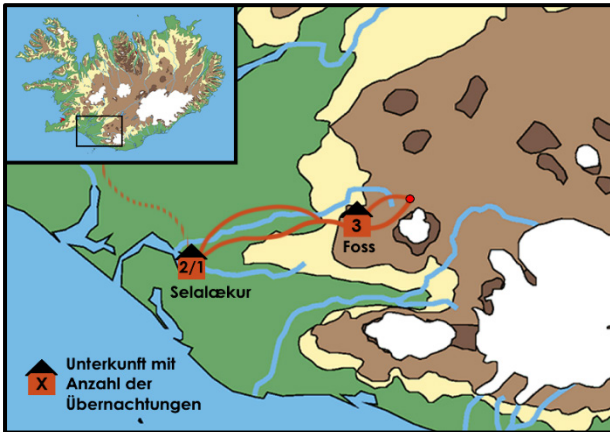 3
Foss
2/1
Selalækur
Unterkunft mit
X Anzahl der
Übernachtungen